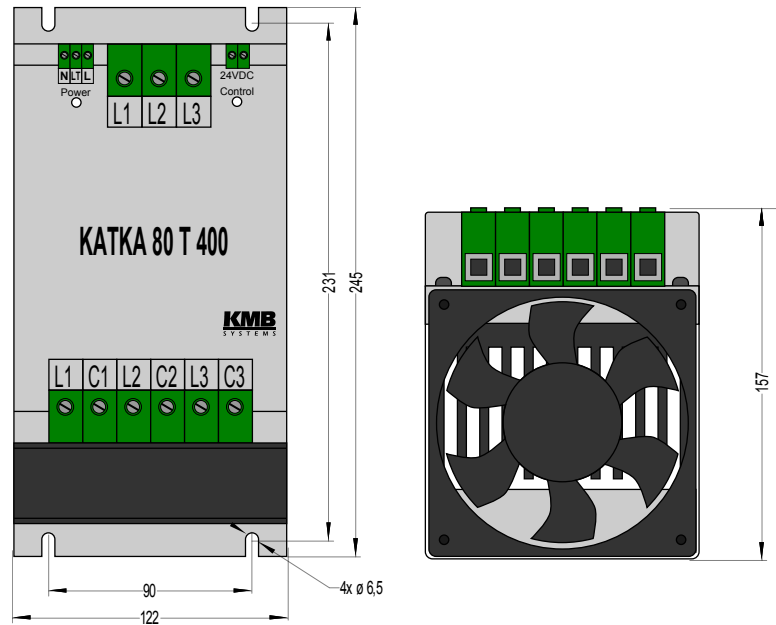 N LT L
Power
24VDC
Control
L1 L2 L3
KATKA 80 T 400
KMB
SYSTEMS
L1 C1 L2 C2 L3 C3
231
245
90
122
4x ø 6,5
157